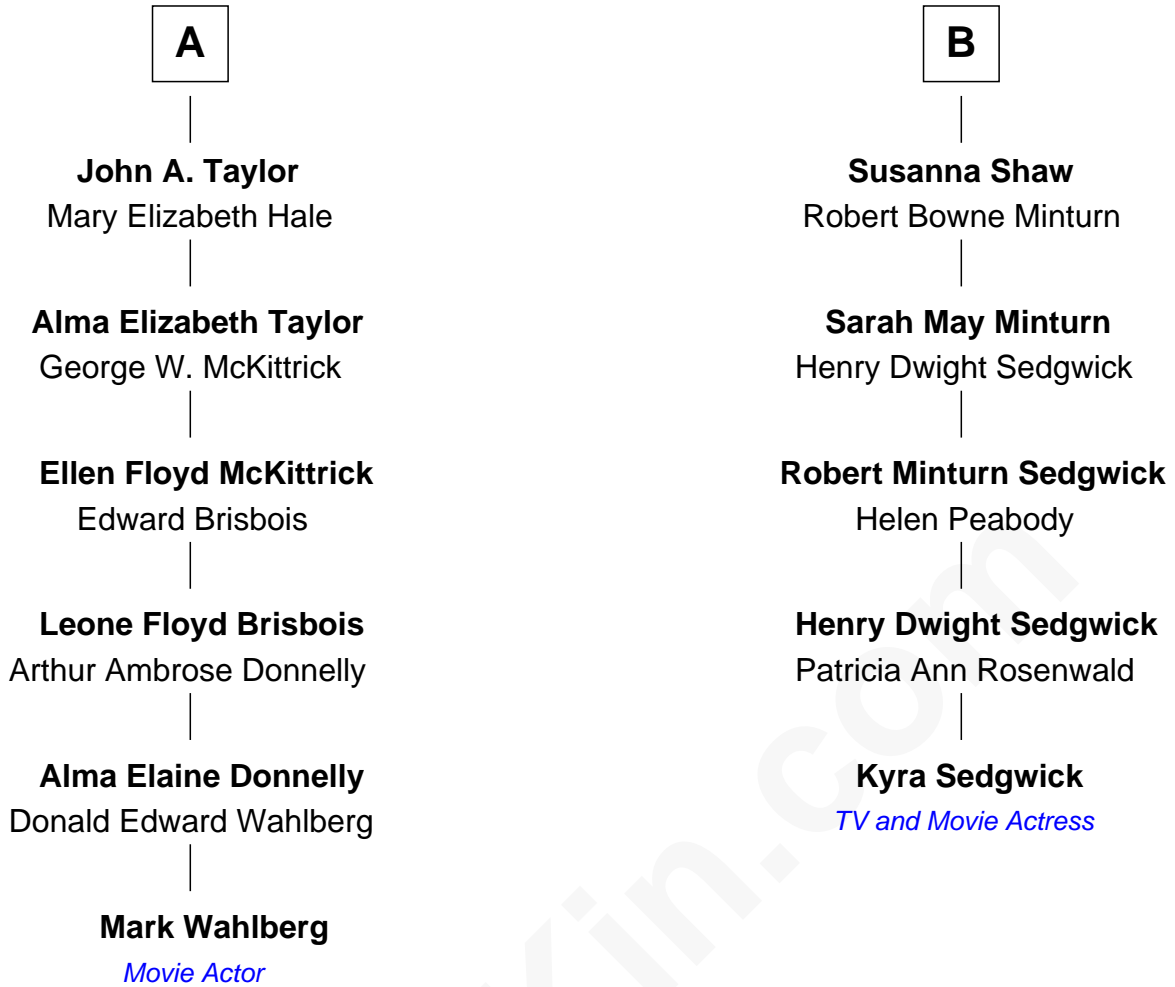 A
John A. Taylor
Mary Elizabeth Hale
Alma Elizabeth Taylor
George W. McKittrick
Ellen Floyd McKittrick
Edward Brisbois
Leone Floyd Brisbois
Arthur Ambrose Donnelly
Alma Elaine Donnelly
Donald Edward Wahlberg
Mark Wahlberg
Movie Actor
B
Susanna Shaw
Robert Bowne Minturn
Sarah May Minturn
Henry Dwight Sedgwick
Robert Minturn Sedgwick
Helen Peabody
Henry Dwight Sedgwick
Patricia Ann Rosenwald
Kyra Sedgwick
TV and Movie Actress
Kin.com